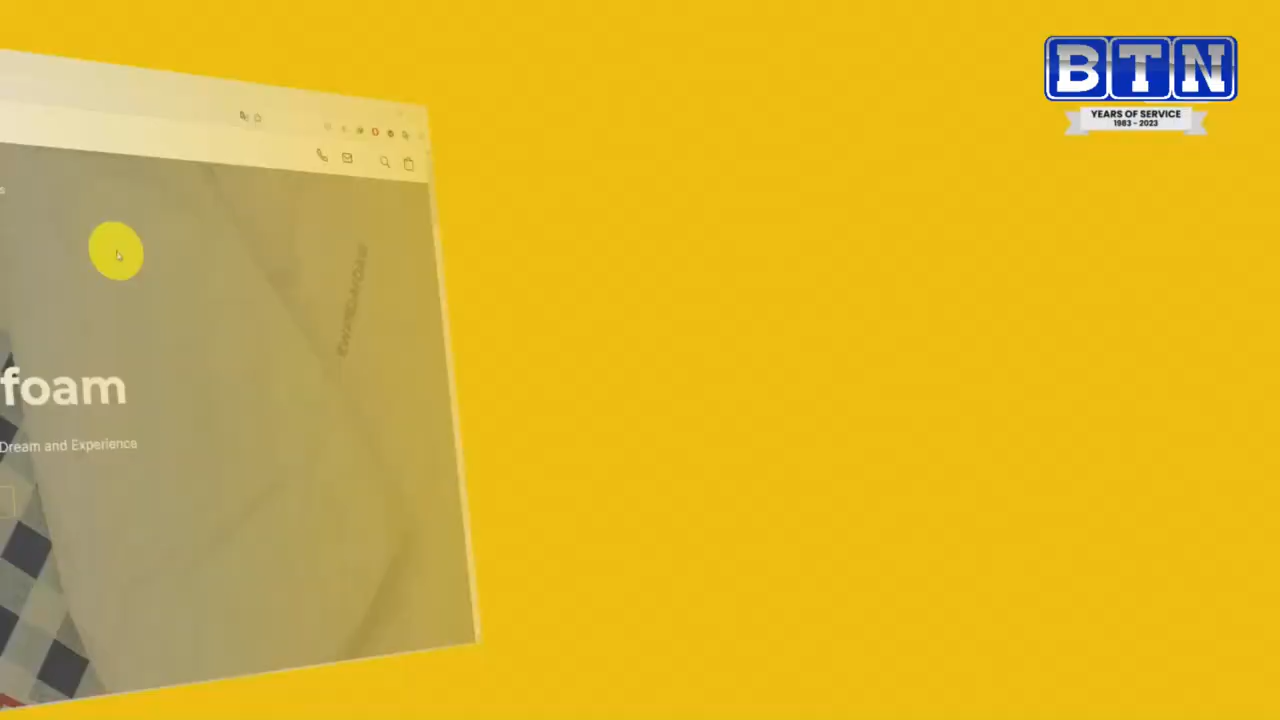 BTN
YEARS OF SERVICE
1983 - 2023
foam
Dream and Experience